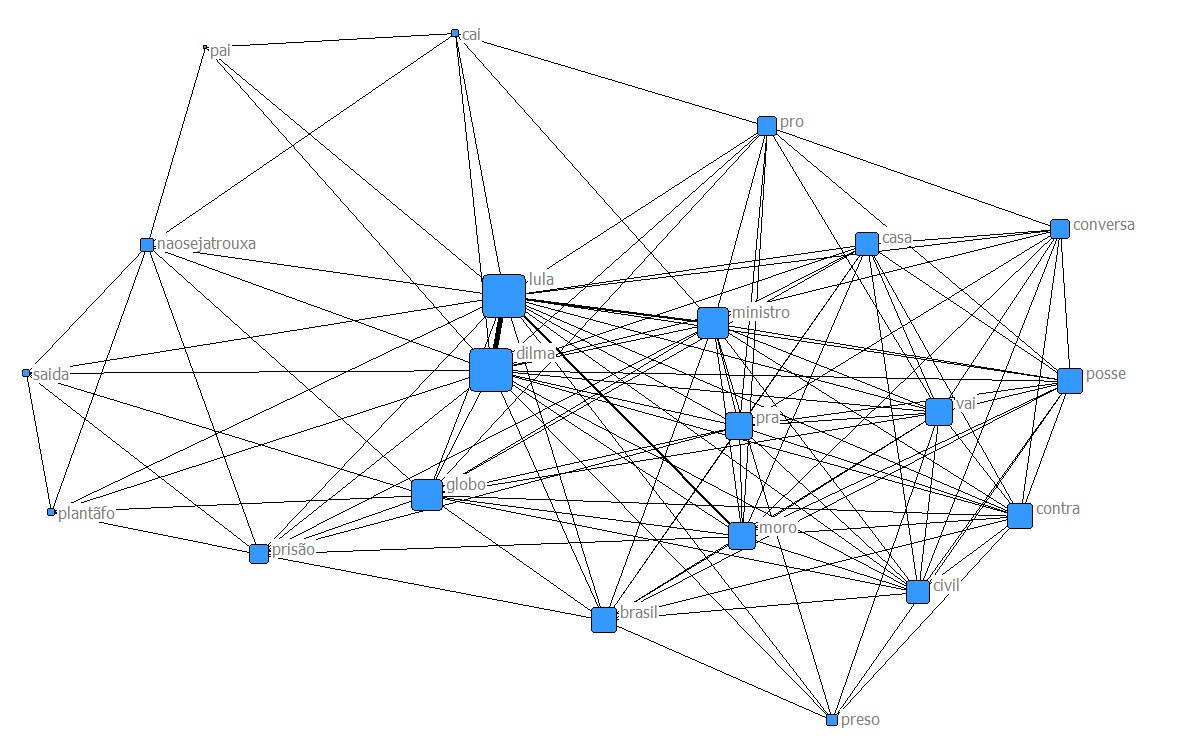 cai
pai
pro
conversa
casa
naosejatrouxa
lula
ministro
dilma
saida
posse
vai
pra
globo
contra
plantãfo
moro
prisão
civil
brasil
preso